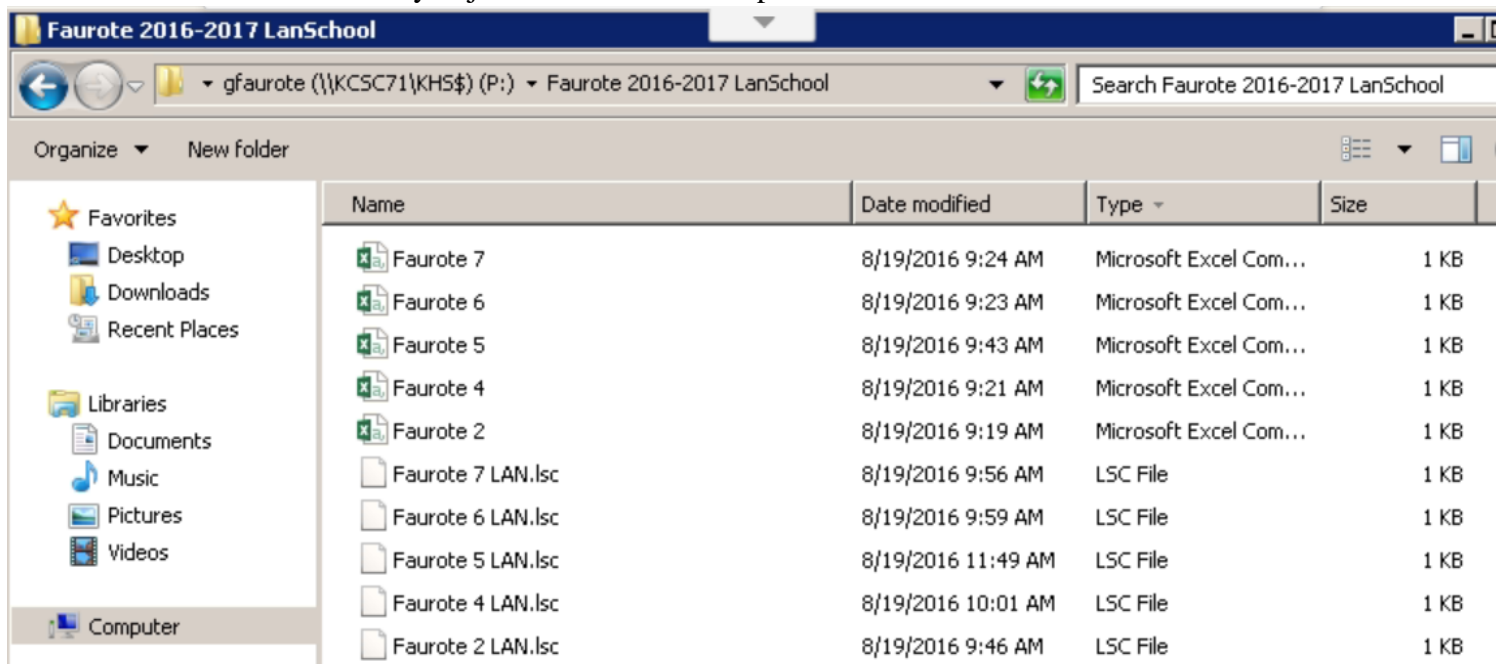 Faurote 2016-2017 LanSchool
gfaurote (\\KCSC71\KHS$) (P:) Faurote 2016-2017 LanSchool Search Faurote 2016-2017 LanSchool
Organize New folder
Name Date modified Type Size
Favorites
Desktop
Downloads
Recent Places
Libraries
Documents
Music
Pictures
Videos
Computer
Faurote 7 8/19/2016 9:24 AM Microsoft Excel Com... 1 KB
Faurote 6 8/19/2016 9:23 AM Microsoft Excel Com... 1 KB
Faurote 5 8/19/2016 9:43 AM Microsoft Excel Com... 1 KB
Faurote 4 8/19/2016 9:21 AM Microsoft Excel Com... 1 KB
Faurote 2 8/19/2016 9:19 AM Microsoft Excel Com... 1 KB
Faurote 7 LAN.lsc 8/19/2016 9:56 AM LSC File 1 KB
Faurote 6 LAN.lsc 8/19/2016 9:59 AM LSC File 1 KB
Faurote 5 LAN.lsc 8/19/2016 11:49 AM LSC File 1 KB
Faurote 4 LAN.lsc 8/19/2016 10:01 AM LSC File 1 KB
Faurote 2 LAN.lsc 8/19/2016 9:46 AM LSC File 1 KB